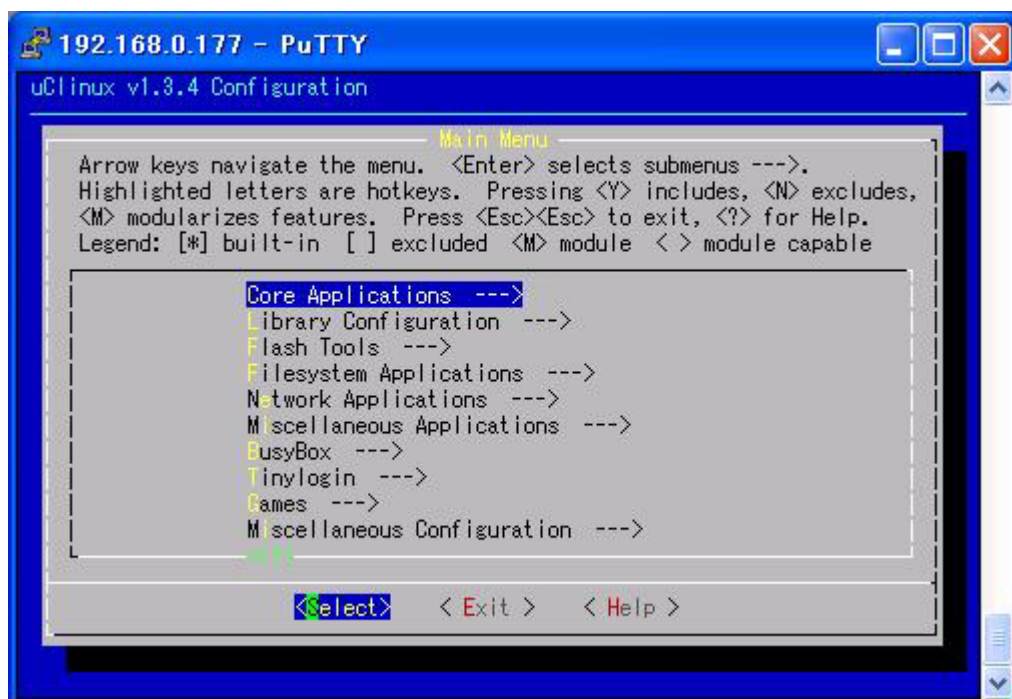 192.168.0.177 - PuTTY
uClinux v1.3.4 Configuration
Main Menu
Arrow keys navigate the menu. <Enter> selects submenus --->.
Highlighted letters are hotkeys. Pressing <Y> includes, <N> excludes,
<M> modularizes features. Press <Esc><Esc> to exit, <?> for Help.
Legend: [*] built-in [ ] excluded <M> module < > module capable
Core Applications --->
Library Configuration --->
Flash Tools --->
Filesystem Applications --->
Network Applications --->
Miscellaneous Applications --->
BusyBox --->
Tinylogin --->
Games --->
Miscellaneous Configuration --->
<Select> < Exit > < Help >